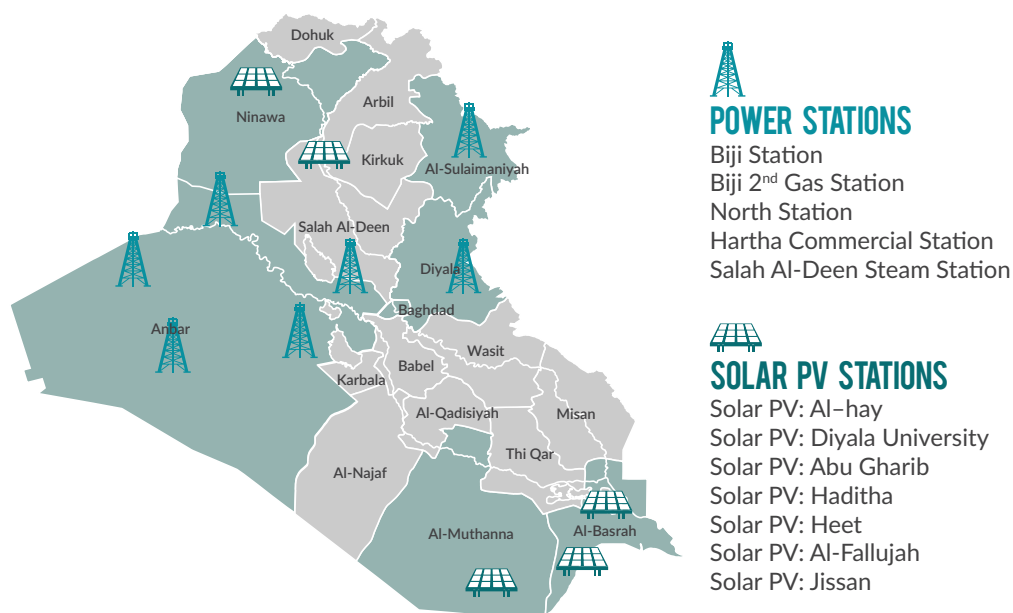 Dohuk
Ninawa
Arbil
Kirkuk
Al-Sulaimaniyah
Salah Al-Deen
Diyala
Baghdad
Anbar
Wasit
Babel
Karbala
Al-Qadisiyah
Misan
Thi Qar
Al-Najaf
Al-Muthanna
Al-Basrah
POWER STATIONS
Biji Station
Biji 2nd Gas Station
North Station
Hartha Commercial Station
Salah Al-Deen Steam Station
SOLAR PV STATIONS
Solar PV: Al–hay
Solar PV: Diyala University
Solar PV: Abu Gharib
Solar PV: Haditha
Solar PV: Heet
Solar PV: Al-Fallujah
Solar PV: Jissan